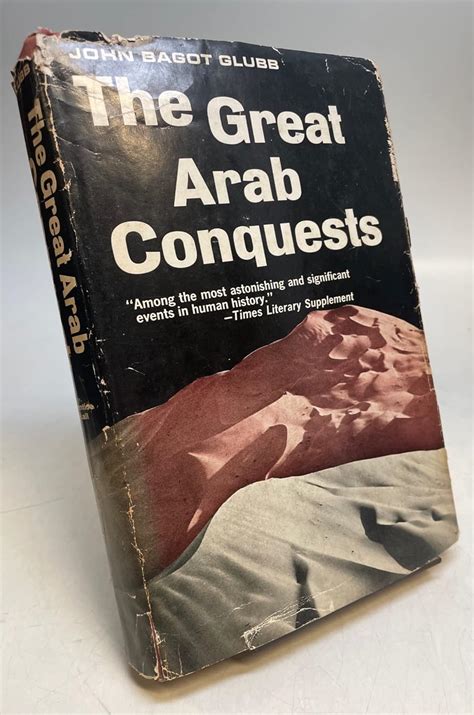 JOHN BAGOT GLUBB
The Great
Arab
Conquests
"Among the most astonishing and significant
events in human history."
—Times Literary Supplement
The Great Arab